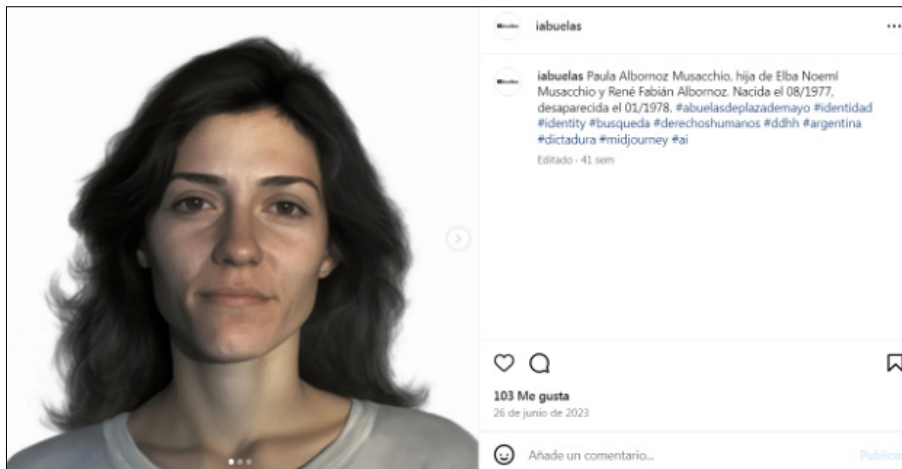 iabuelas
iabuelas Paula Albornoz Musacchio, hija de Elba Noemí
Musacchio y René Fabián Albornoz. Nacida el 08/1977,
desaparecida el 01/1978. #abuelasdeplazademayo #identidad
#identity #busqueda #derechoshumanos #ddhh #argentina
#dictadura #midjourney #ai
Editado · 41 sem
103 Me gusta
26 de junio de 2023
Añade un comentario...
Publicar